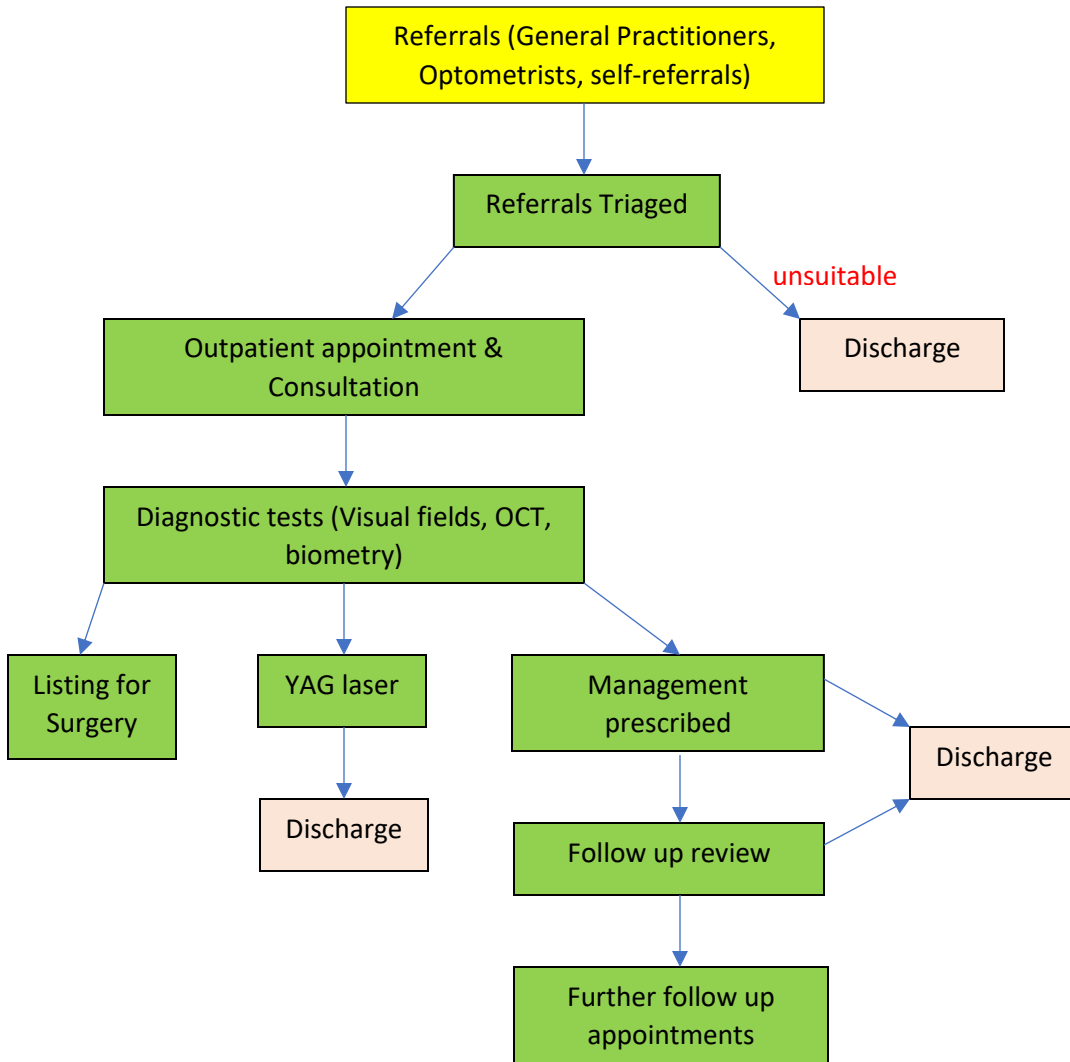 Referrals (General Practitioners,
Optometrists, self-referrals)
Referrals Triaged
unsuitable
Outpatient appointment &
Consultation
Discharge
Diagnostic tests (Visual fields, OCT,
biometry)
Listing for
Surgery
YAG laser
Management
prescribed
Discharge
Discharge
Follow up review
Further follow up
appointments